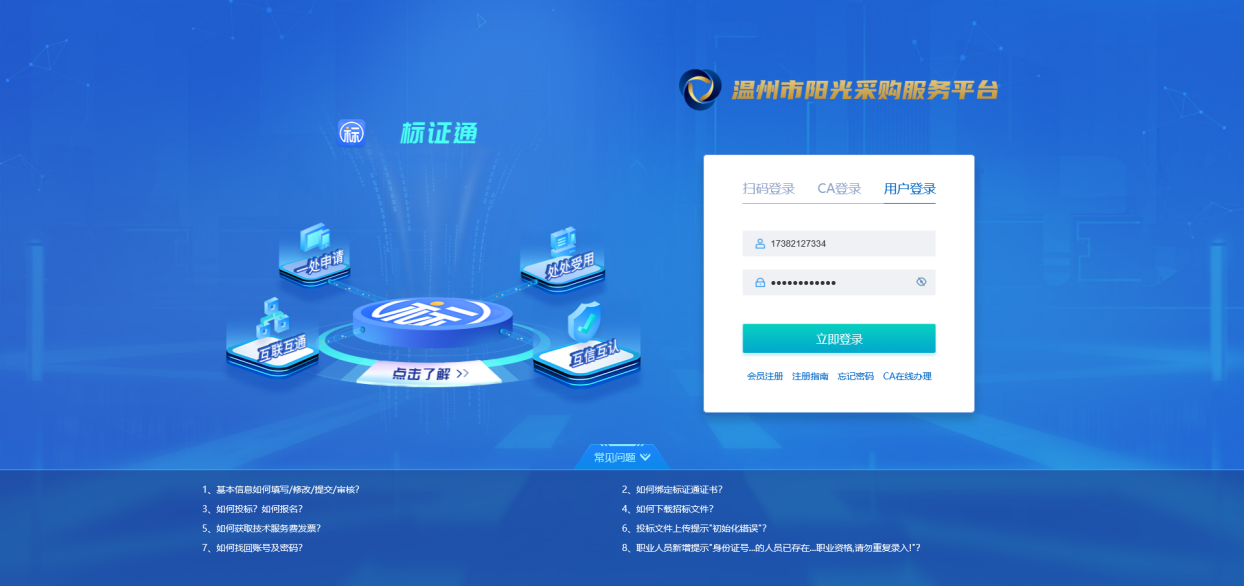 温州市阳光采购服务平台
标
标证通
扫码登录 CA登录 用户登录
一处申请
处处受用
17382127334
●●●●●●●●●●●●
互联互通
标
互信互认
立即登录
点击了解 >>
会员注册 注册指南 忘记密码 CA在线办理
常见问题
1、基本信息如何填写/修改/提交/审核?
2、如何绑定标证通证书?
3、如何投标? 如何报名?
4、如何下载招标文件?
5、如何获取技术服务费发票?
6、投标文件上传提示"初始化错误"?
7、如何找回账号及密码?
8、职业人员新增提示"身份证号...的人员已存在...职业资格,请勿重复录入!"?